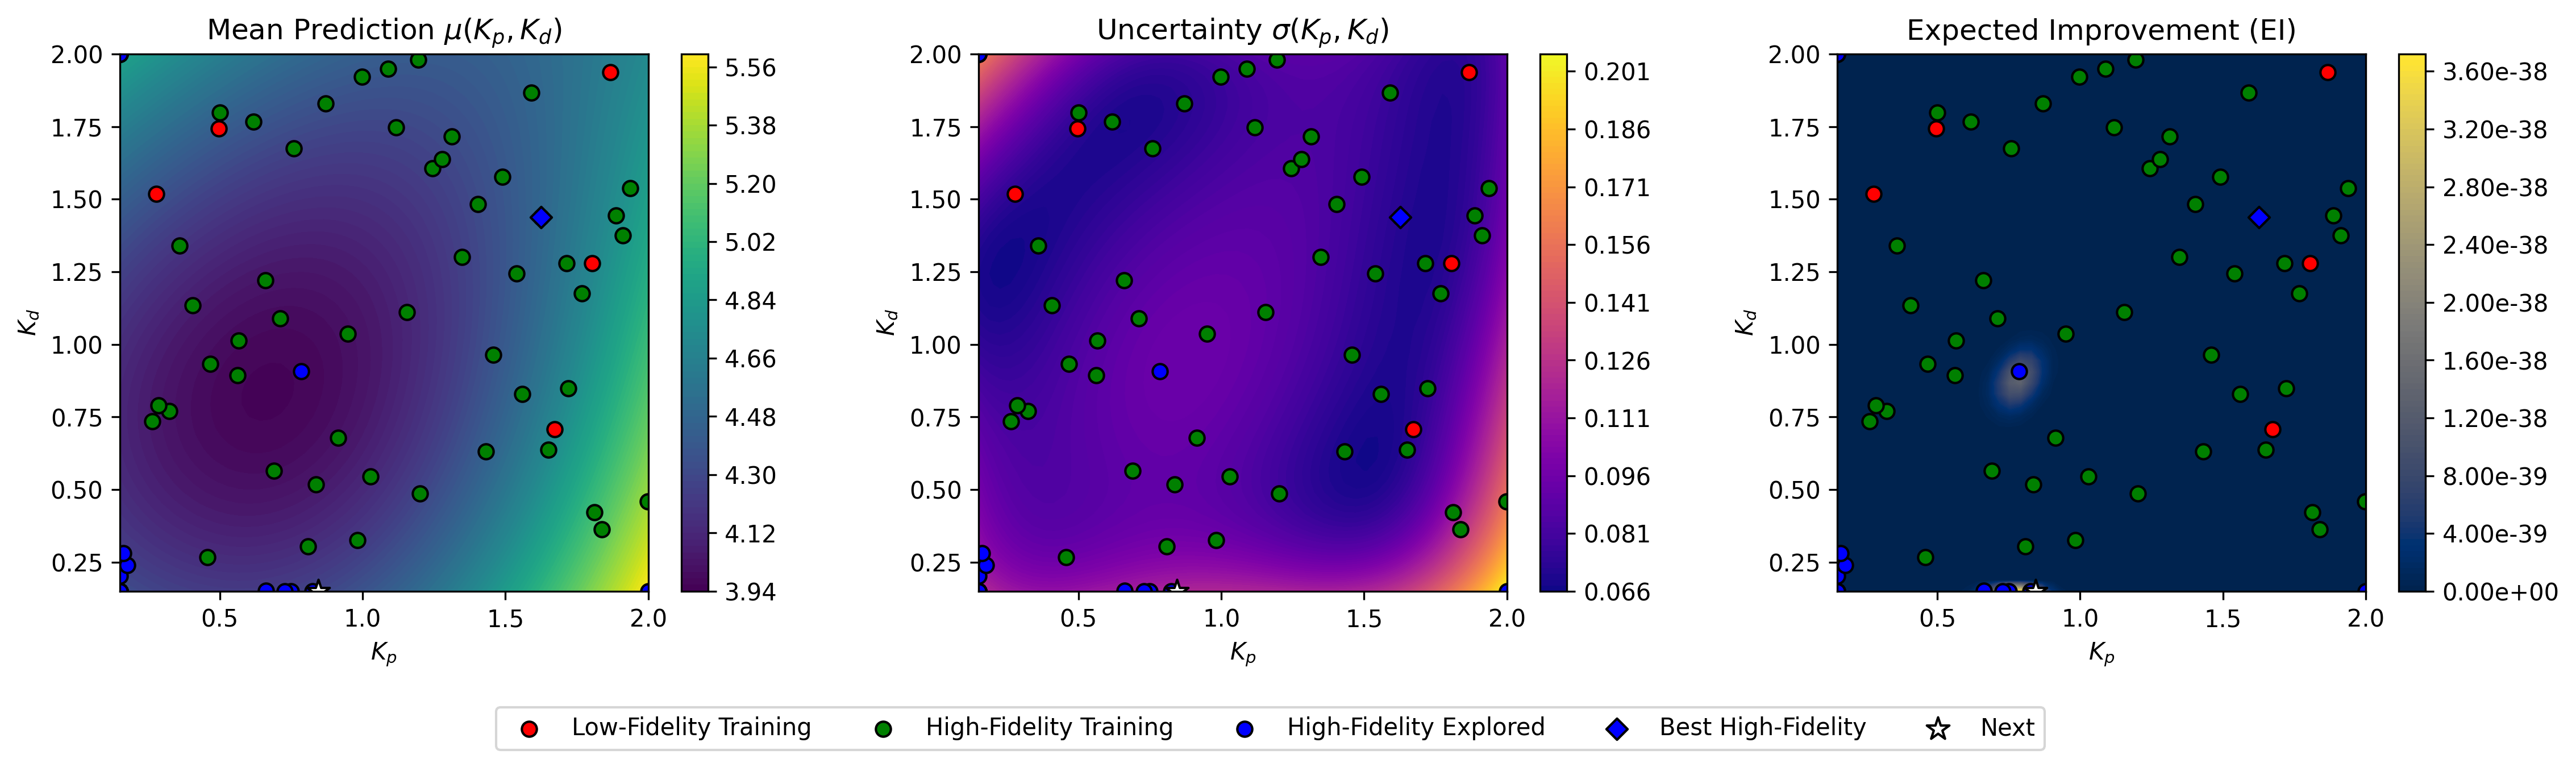 Mean Prediction μ(K_p, K_d)
2.00
1.75
1.50
1.25
1.00
0.75
0.50
0.25
K_d
0.5
1.0
1.5
2.0
K_p
5.56
5.38
5.20
5.02
4.84
4.66
4.48
4.30
4.12
3.94
Uncertainty σ(K_p, K_d)
2.00
1.75
1.50
1.25
1.00
0.75
0.50
0.25
K_d
0.5
1.0
1.5
2.0
K_p
0.201
0.186
0.171
0.156
0.141
0.126
0.111
0.096
0.081
0.066
Expected Improvement (EI)
2.00
1.75
1.50
1.25
1.00
0.75
0.50
0.25
K_d
0.5
1.0
1.5
2.0
K_p
3.60e-38
3.20e-38
2.80e-38
2.40e-38
2.00e-38
1.60e-38
1.20e-38
8.00e-39
4.00e-39
0.00e+00
Low-Fidelity Training
High-Fidelity Training
High-Fidelity Explored
Best High-Fidelity
Next